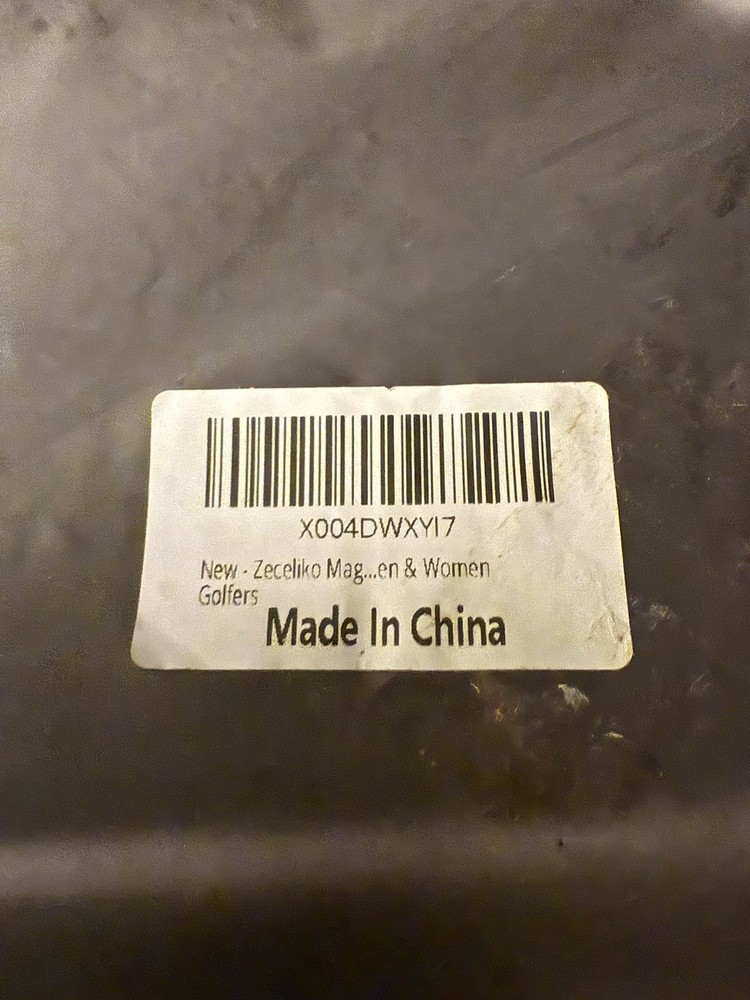 X004DWXYI7
New - Zeceliko Mag...en & Women
Golfers
Made In China